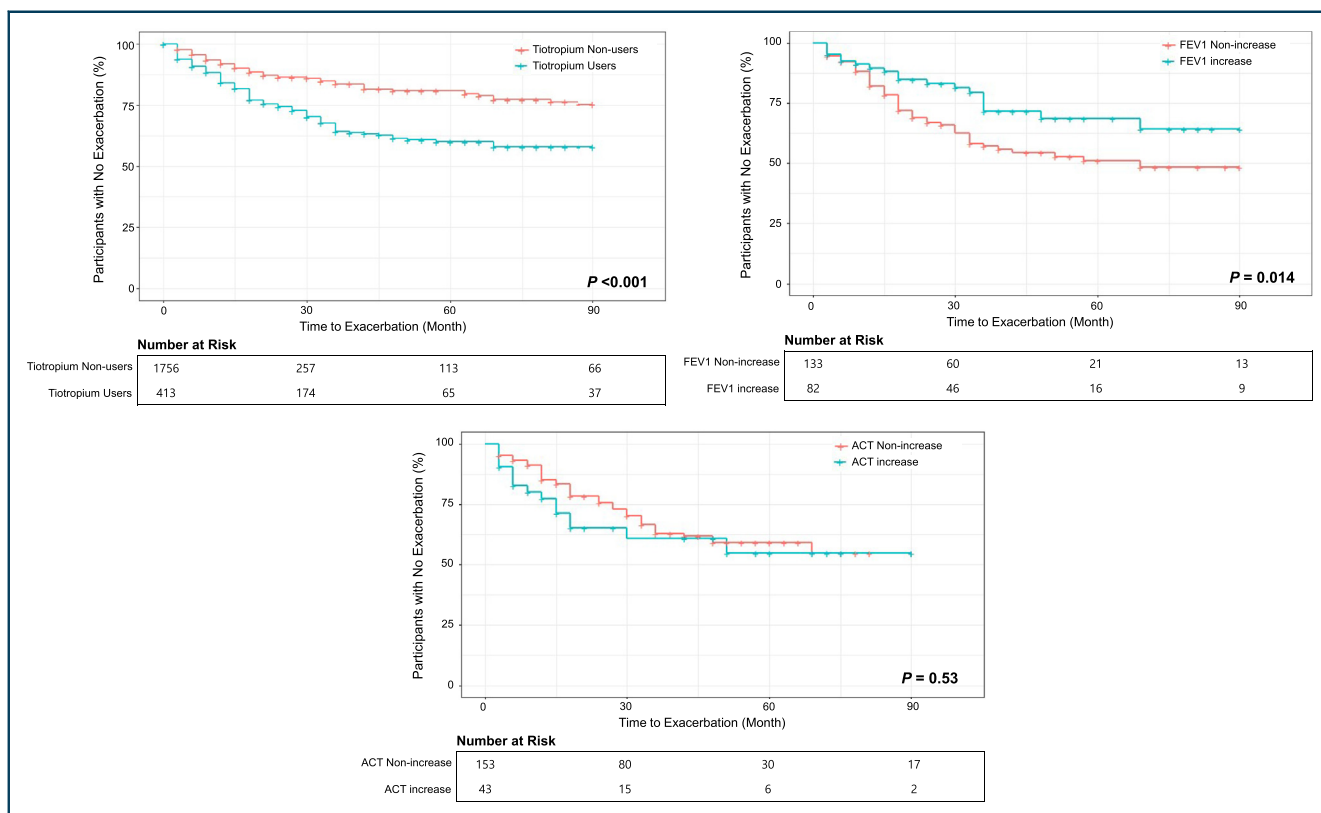 Participants with No Exacerbation (%)
100
75
50
25
0
Tiotropium Non-users
Tiotropium Users
P <0.001
0 30 60 90
Time to Exacerbation (Month)
Number at Risk
Tiotropium Non-users 1756 257 113 66
Tiotropium Users 413 174 65 37
Participants with No Exacerbation (%)
100
75
50
25
0
FEV1 Non-increase
FEV1 increase
P = 0.014
0 30 60 90
Time to Exacerbation (Month)
Number at Risk
FEV1 Non-increase 133 60 21 13
FEV1 increase 82 46 16 9
Participants with No Exacerbation (%)
100
75
50
25
0
ACT Non-increase
ACT increase
P = 0.53
0 30 60 90
Time to Exacerbation (Month)
Number at Risk
ACT Non-increase 153 80 30 17
ACT increase 43 15 6 2